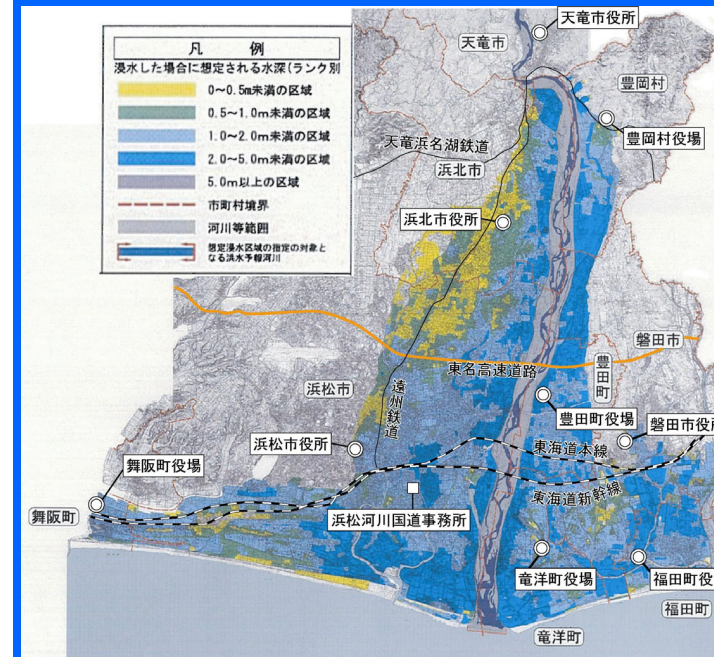 凡 例
浸水した場合に想定される水深(ランク別
0～0.5m未満の区域
0.5～1.0m未満の区域
1.0～2.0m未満の区域
2.0～5.0m未満の区域
5.0m以上の区域
市町村境界
河川等範囲
想定浸水区域の指定の対象と
なる洪水予報河川
天竜市役所
天竜市
豊岡村
豊岡村役場
天竜浜名湖鉄道
浜北市
浜北市役所
磐田市
東名高速道路
豊田町
浜松市
遠州鉄道
豊田町役場
浜松市役所
磐田市役所
東海道本線
舞阪町役場
東海道新幹線
舞阪町
浜松河川国道事務所
竜洋町役場
福田町役
福田町
竜洋町